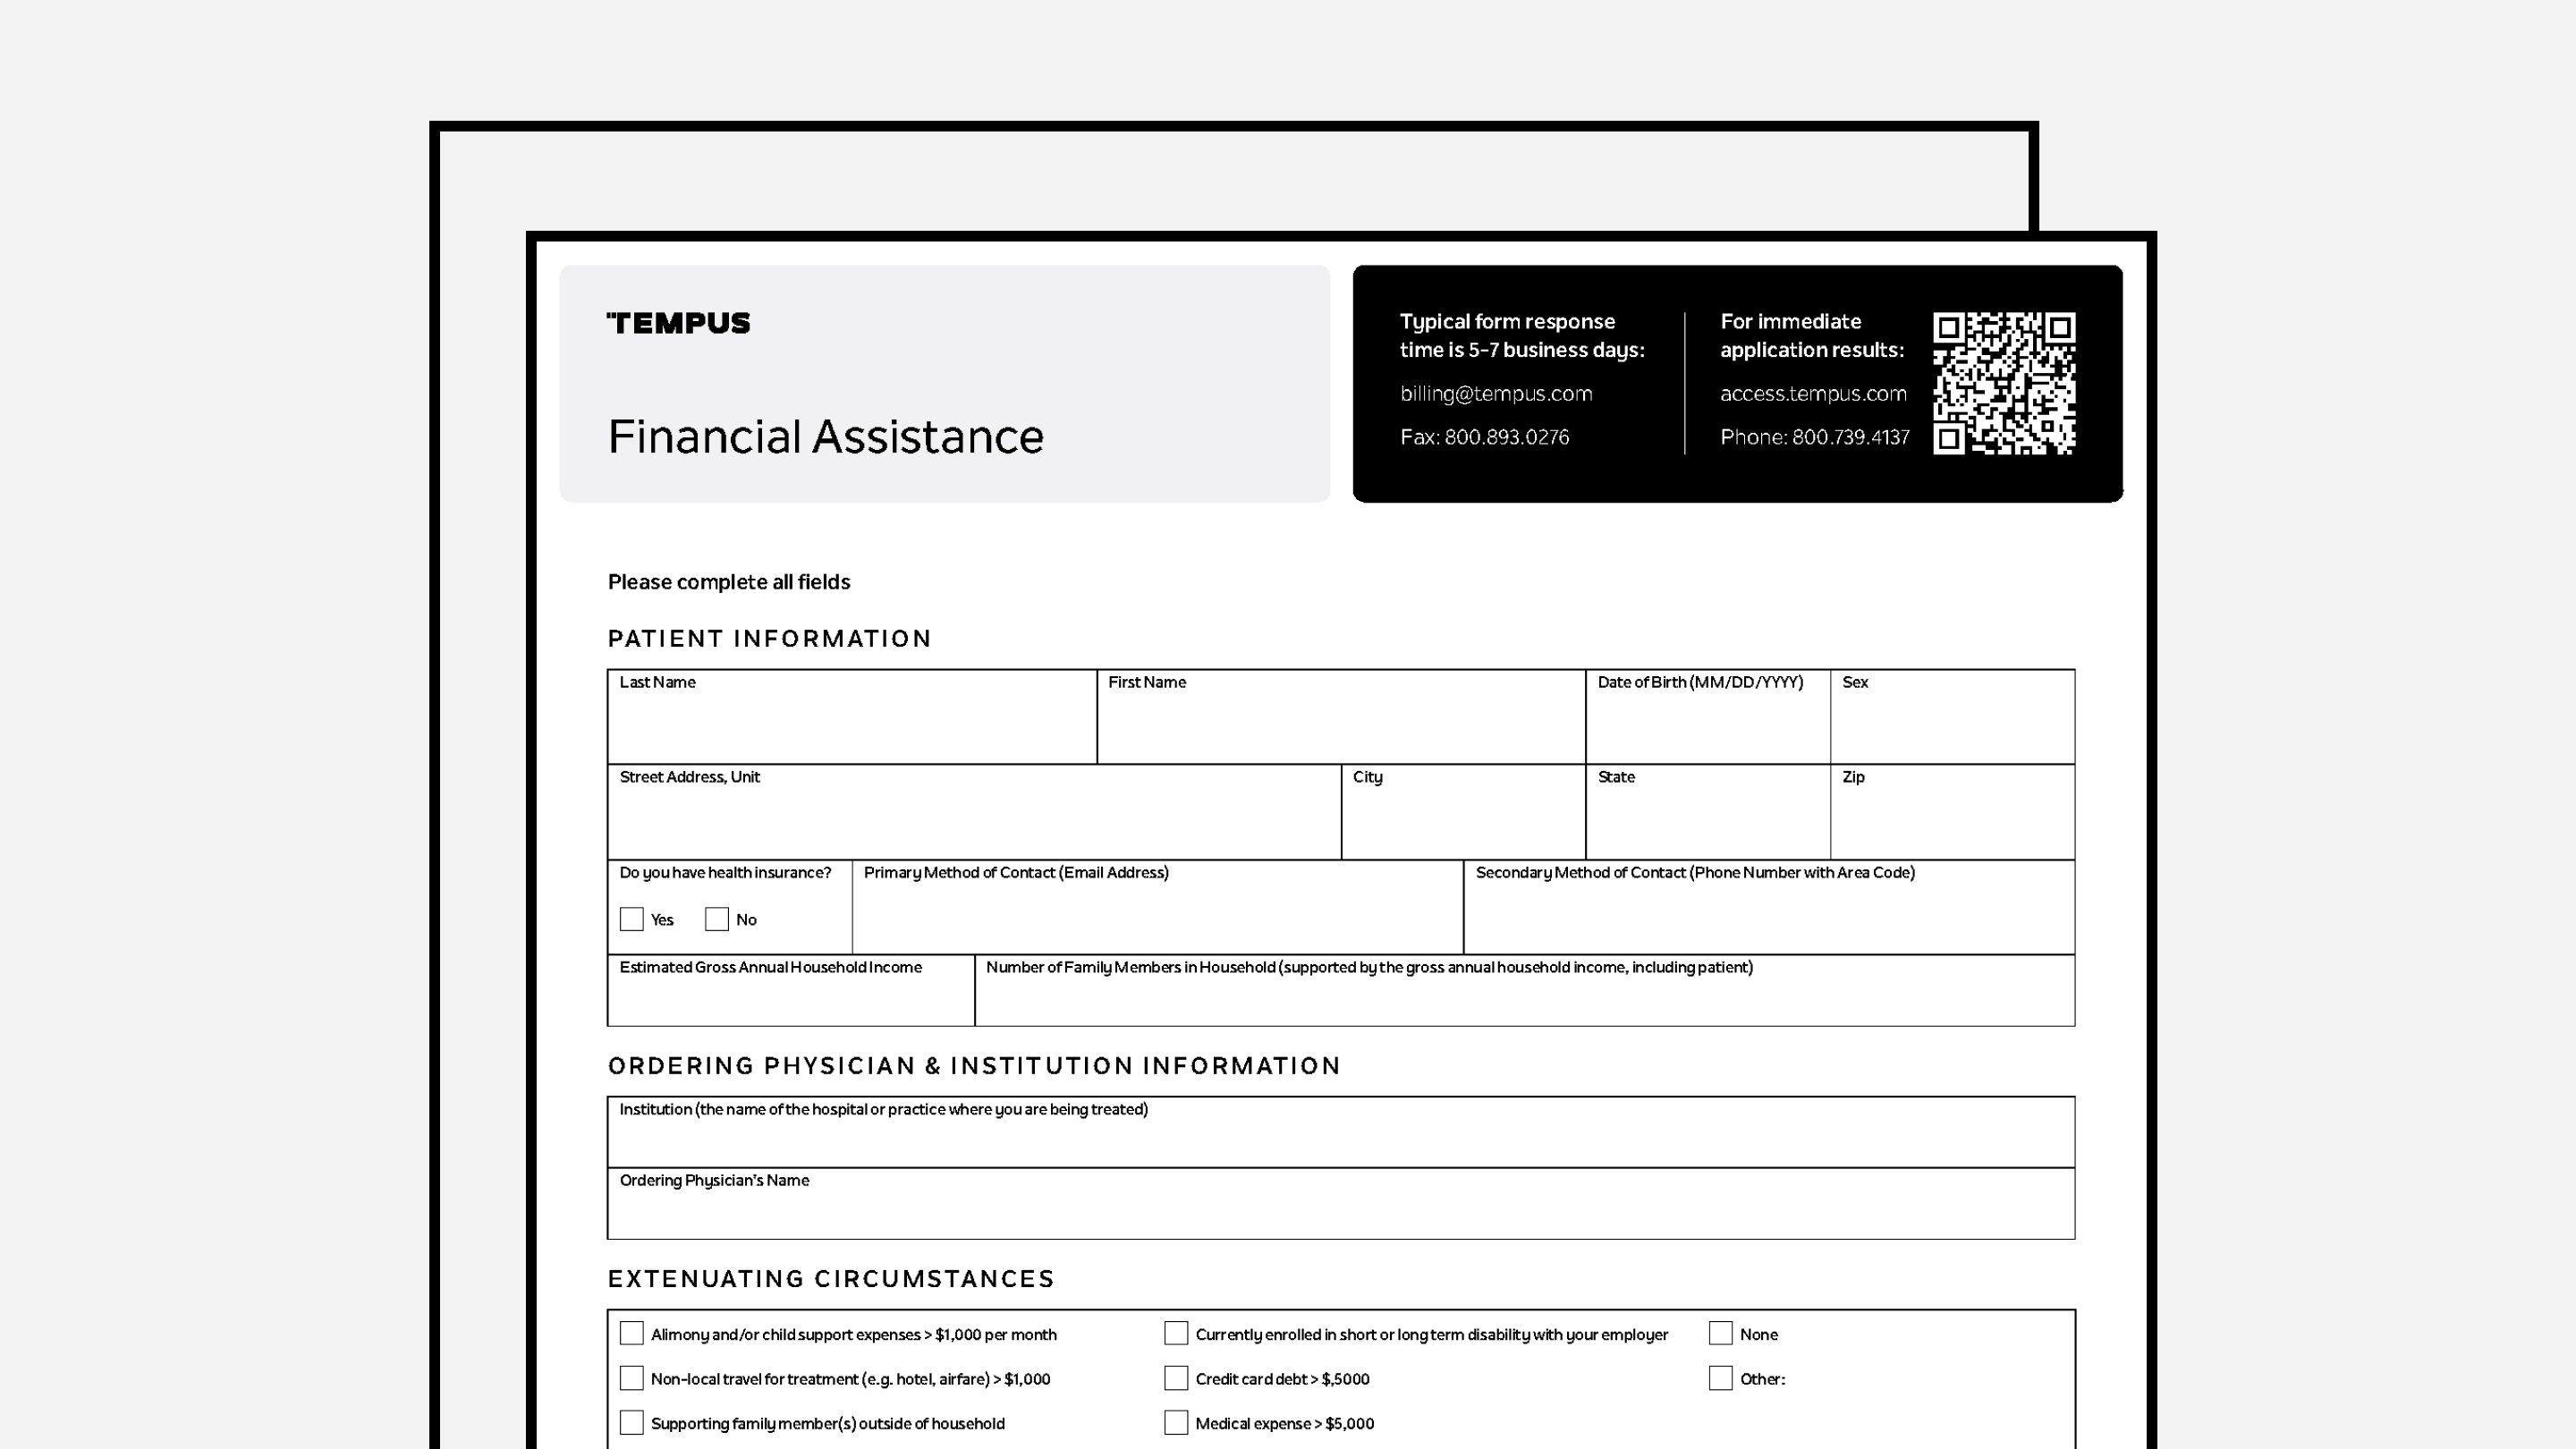 TEMPUS
Financial Assistance
Typical form response
time is 5-7 business days:
billing@tempus.com
Fax: 800.893.0276
For immediate
application results:
access.tempus.com
Phone: 800.739.4137
Please complete all fields
PATIENT INFORMATION
Last Name
First Name
Date of Birth (MM/DD/YYYY)
Sex
Street Address, Unit
City
State
Zip
Do you have health insurance?
Yes
No
Primary Method of Contact (Email Address)
Secondary Method of Contact (Phone Number with Area Code)
Estimated Gross Annual Household Income
Number of Family Members in Household (supported by the gross annual household income, including patient)
ORDERING PHYSICIAN & INSTITUTION INFORMATION
Institution (the name of the hospital or practice where you are being treated)
Ordering Physician's Name
EXTENUATING CIRCUMSTANCES
Alimony and/or child support expenses > $1,000 per month
Currently enrolled in short or long term disability with your employer
None
Non-local travel for treatment (e.g. hotel, airfare) > $1,000
Credit card debt > $,5000
Other:
Supporting family member(s) outside of household
Medical expense > $5,000